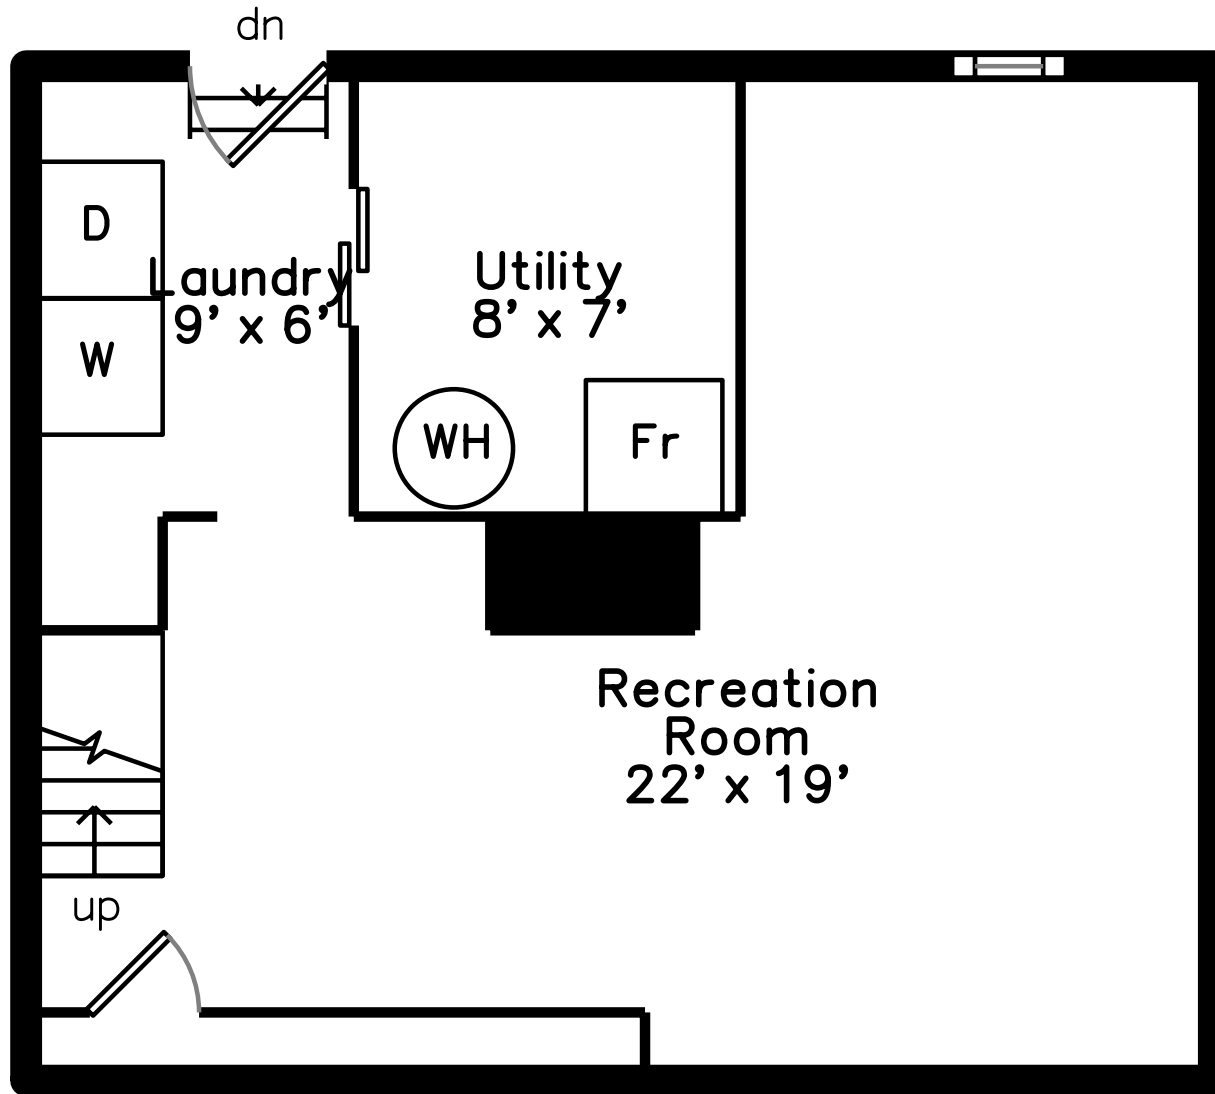 dn
D
Laundry
9' x 6'
Utility
8' x 7'
W
WH
Fr
Recreation
Room
22' x 19'
up